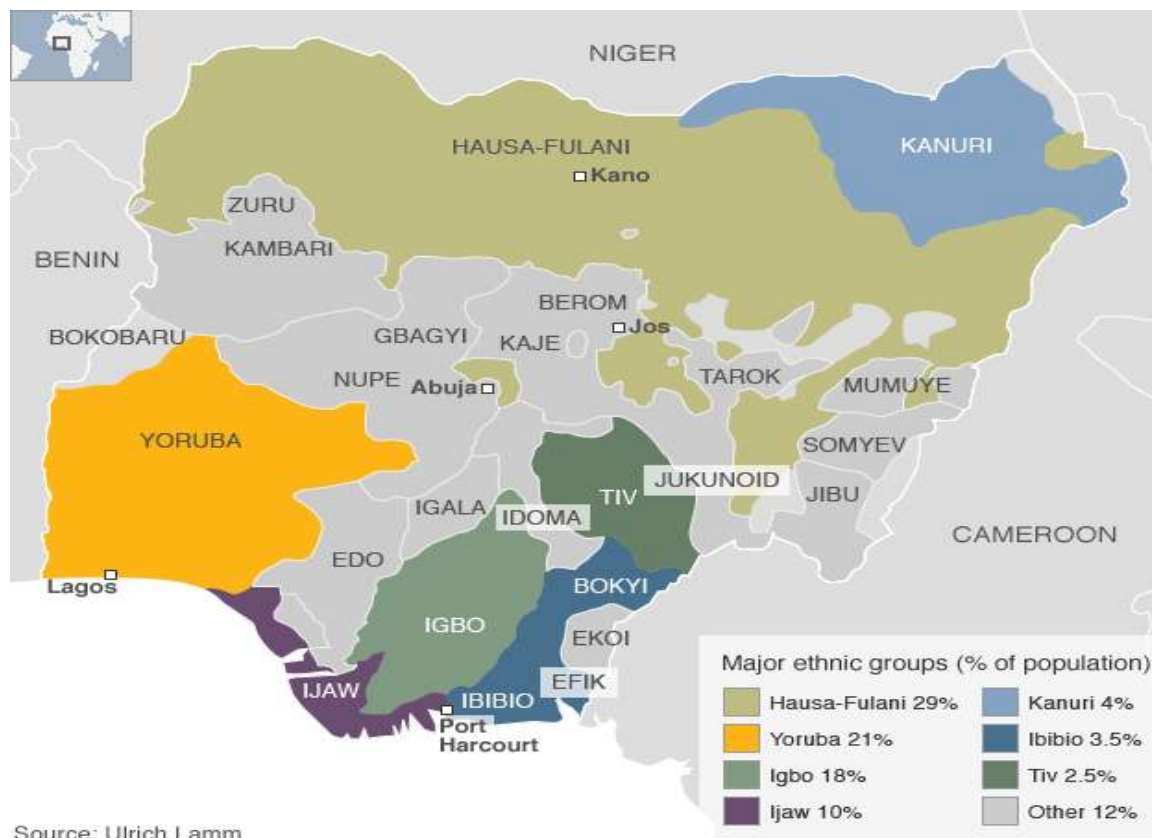 NIGER
KANURI
HAUSA-FULANI
Kano
ZURU
KAMBARI
BENIN
BEROM
Jos
BOKOBARU
GBAGYI
KAJE
TAROK
NUPE
Abuja
MUMUYE
YORUBA
SOMYEV
JUKUNOID
TIV
JIBU
IGALA
IDOMA
CAMEROON
EDO
Lagos
BOKYI
IGBO
EKOI
EFIK
IJAW
IBIBIO
Port
Harcourt
Major ethnic groups (% of population)
Hausa-Fulani 29%
Yoruba 21%
Igbo 18%
Ijaw 10%
Kanuri 4%
Ibibio 3.5%
Tiv 2.5%
Other 12%
Source: Ulrich Lamm